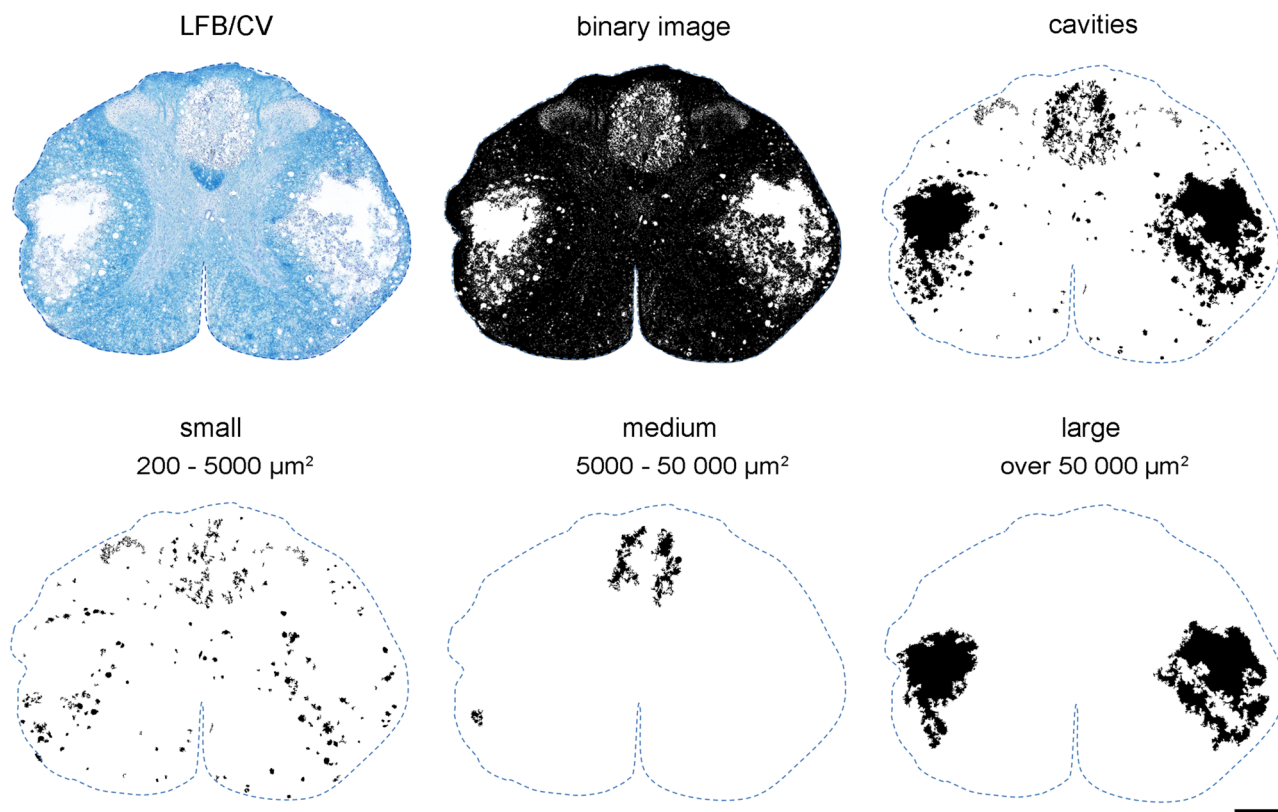 LFB/CV
binary image
cavities
small
200 - 5000 µm²
medium
5000 - 50 000 µm²
large
over 50 000 µm²